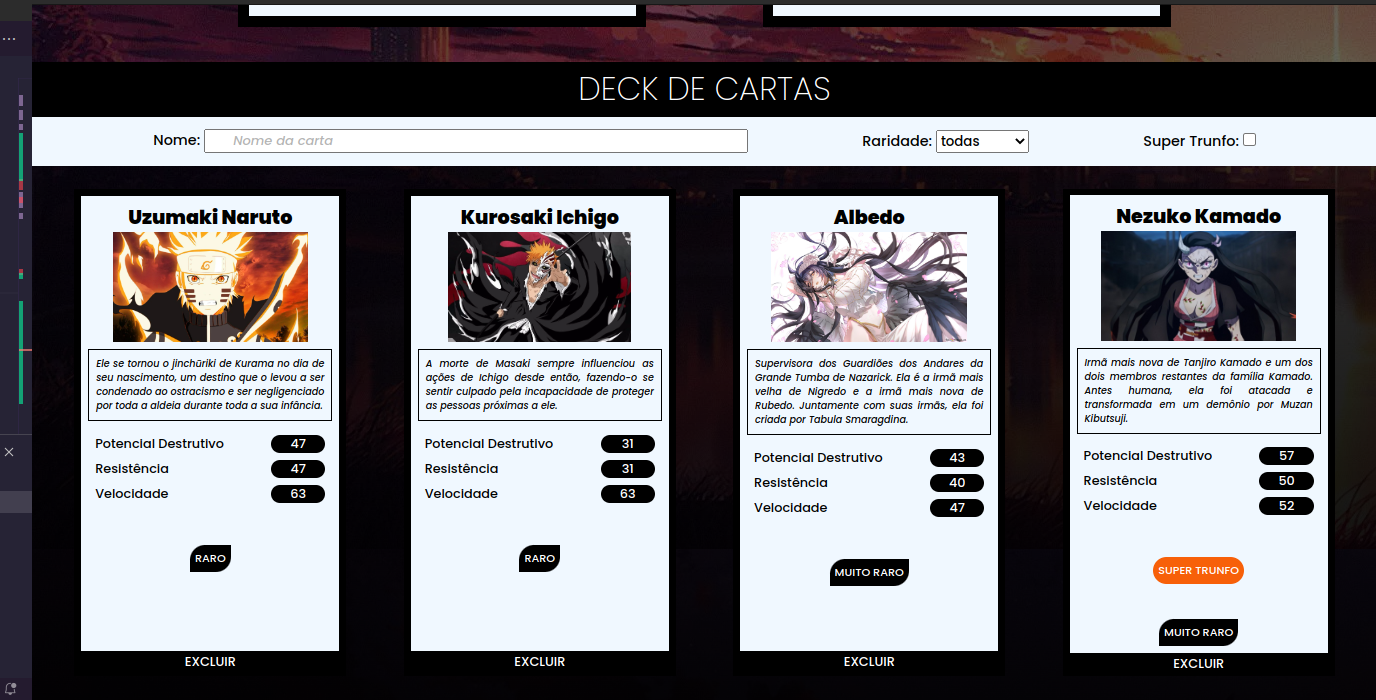 DECK DE CARTAS
Nome: Nome da carta Raridade: todas Super Trunfo:
Uzumaki Naruto
Ele se tornou o jinchūriki de Kurama no dia de
seu nascimento, um destino que o levou a ser
condenado ao ostracismo e ser negligenciado
por toda a aldeia durante toda a sua infância.
Potencial Destrutivo 47
Resistência 47
Velocidade 63
RARO
EXCLUIR
Kurosaki Ichigo
A morte de Masaki sempre influenciou as
ações de Ichigo desde então, fazendo-o se
sentir culpado pela incapacidade de proteger
as pessoas próximas a ele.
Potencial Destrutivo 31
Resistência 31
Velocidade 63
RARO
EXCLUIR
Albedo
Supervisora dos Guardiões dos Andares da
Grande Tumba de Nazarick. Ela é a irmã mais
velha de Nigredo e a irmã mais nova de
Rubedo. Juntamente com suas irmãs, ela foi
criada por Tabula Smaragdina.
Potencial Destrutivo 43
Resistência 40
Velocidade 47
MUITO RARO
EXCLUIR
Nezuko Kamado
Irmã mais nova de Tanjiro Kamado e um dos
dois membros restantes da família Kamado.
Antes humana, ela foi atacada e
transformada em um demônio por Muzan
Kibutsuji.
Potencial Destrutivo 57
Resistência 50
Velocidade 52
SUPER TRUNFO
MUITO RARO
EXCLUIR